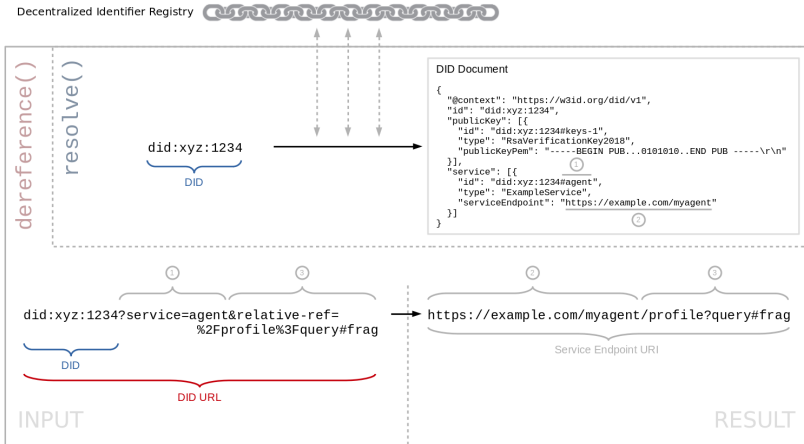 Decentralized Identifier Registry
dereference()
resolve()
did:xyz:1234
DID
DID Document
{
"@context": "https://w3id.org/did/v1",
"id": "did:xyz:1234",
"publicKey": [{
"id": "did:xyz:1234#keys-1",
"type": "RsaVerificationKey2018",
"publicKeyPem": "-----BEGIN PUB...0101010..END PUB -----\r\n"
}],
1
"service": [{
"id": "did:xyz:1234#agent",
"type": "ExampleService",
"serviceEndpoint": "https://example.com/myagent"
}]
2
}
1
3
2
3
did:xyz:1234?service=agent&relative-ref=
%2Fprofile%3Fquery#frag
https://example.com/myagent/profile?query#frag
DID
Service Endpoint URI
DID URL
INPUT
RESULT